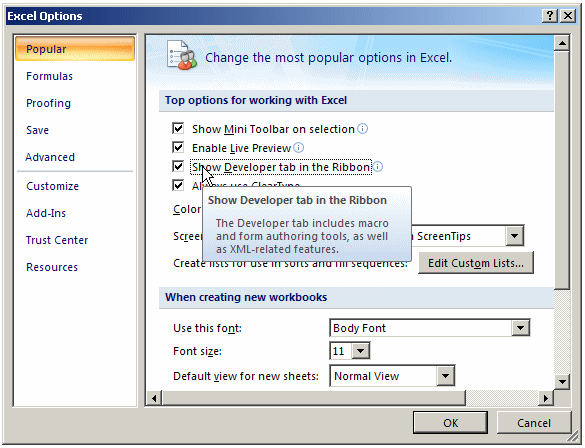 Excel Options
Popular
Formulas
Proofing
Save
Advanced
Customize
Add-Ins
Trust Center
Resources
Change the most popular options in Excel.
Top options for working with Excel
Show Mini Toolbar on selection
Enable Live Preview
Show Developer tab in the Ribbon
Always use ClearType
Color
Show Developer tab in the Ribbon
The Developer tab includes macro
and form authoring tools, as well
as XML-related features.
Scree
ScreenTips
Create lists for use in sorts and fill sequences:
Edit Custom Lists...
When creating new workbooks
Use this font:
Body Font
Font size:
11
Default view for new sheets:
Normal View
OK
Cancel